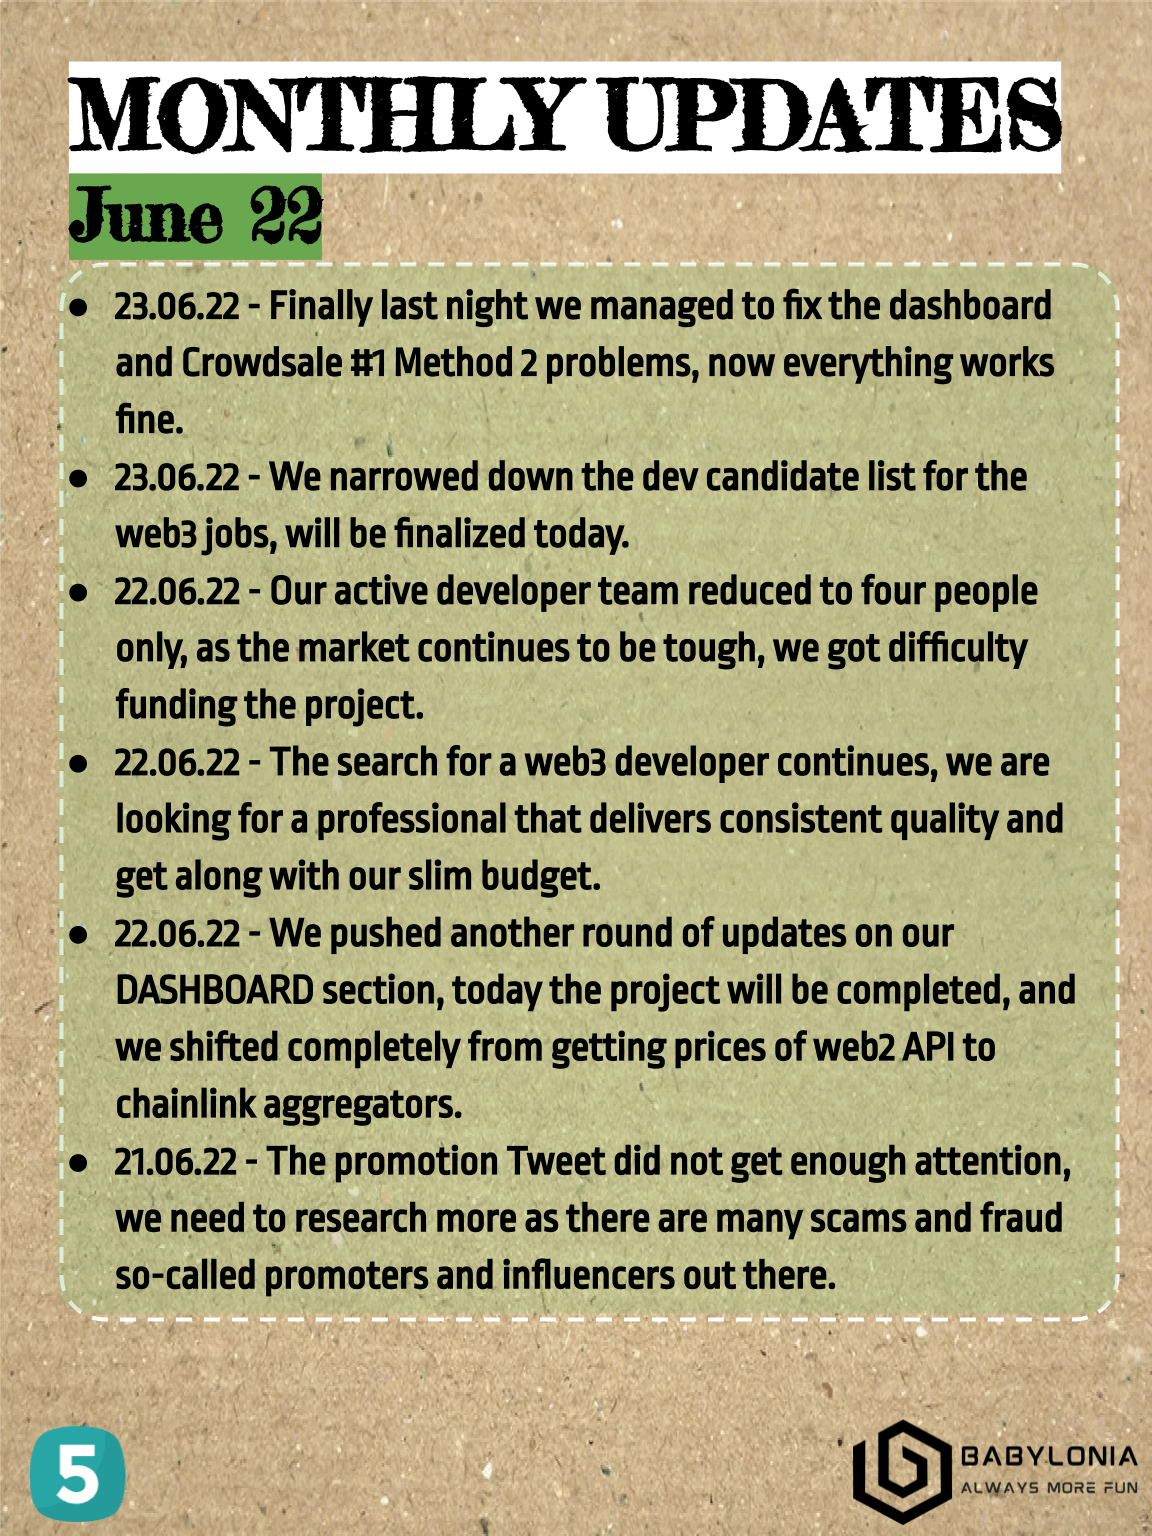 MONTHLY UPDATES
June 22
● 23.06.22 - Finally last night we managed to fix the dashboard
and Crowdsale #1 Method 2 problems, now everything works
fine.
● 23.06.22 - We narrowed down the dev candidate list for the
web3 jobs, will be finalized today.
● 22.06.22 - Our active developer team reduced to four people
only, as the market continues to be tough, we got difficulty
funding the project.
● 22.06.22 - The search for a web3 developer continues, we are
looking for a professional that delivers consistent quality and
get along with our slim budget.
● 22.06.22 - We pushed another round of updates on our
DASHBOARD section, today the project will be completed, and
we shifted completely from getting prices of web2 API to
chainlink aggregators.
● 21.06.22 - The promotion Tweet did not get enough attention,
we need to research more as there are many scams and fraud
so-called promoters and influencers out there.
5
BABYLONIA
ALWAYS MORE FUN